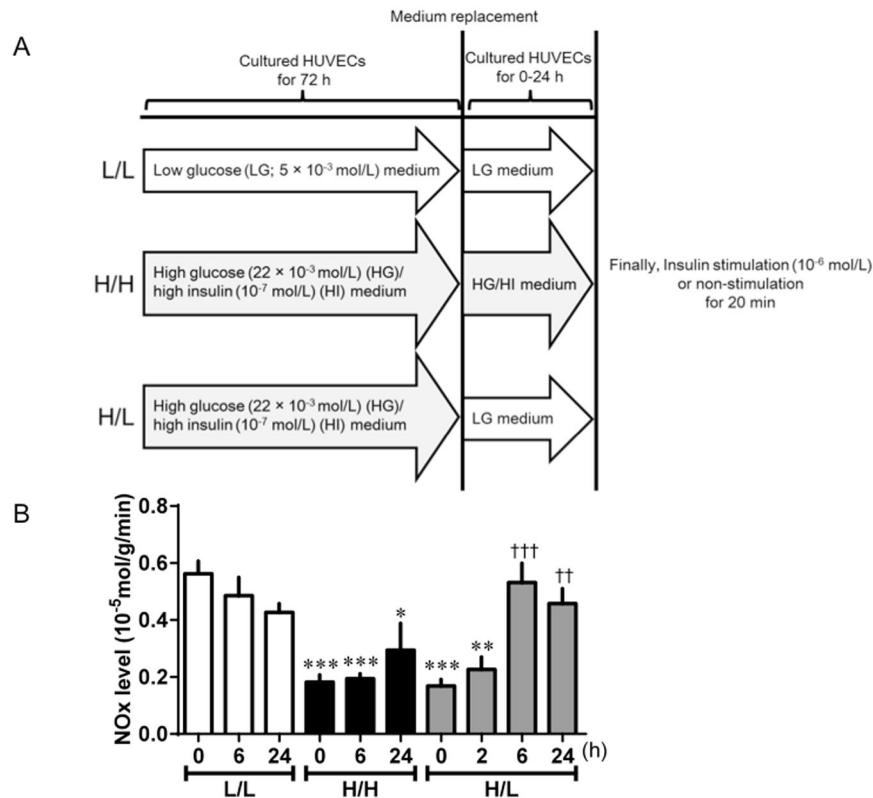 A
Medium replacement
Cultured HUVECs
for 72 h
Cultured HUVECs
for 0-24 h
L/L
Low glucose (LG; 5 × 10⁻³ mol/L) medium
LG medium
H/H
High glucose (22 × 10⁻³ mol/L) (HG)/
high insulin (10⁻⁷ mol/L) (HI) medium
HG/HI medium
Finally, Insulin stimulation (10⁻⁶ mol/L)
or non-stimulation
for 20 min
H/L
High glucose (22 × 10⁻³ mol/L) (HG)/
high insulin (10⁻⁷ mol/L) (HI) medium
LG medium
B
NOx level (10⁻⁵mol/g/min)
0.8
0.6
0.4
0.2
0.0
*** *** * *** ** ††† ††
0 6 24 0 6 24 0 2 6 24 (h)
L/L H/H H/L